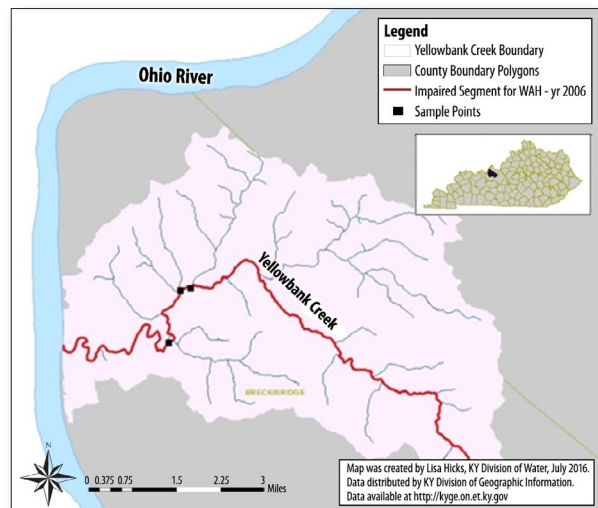 Legend
Yellowbank Creek Boundary
County Boundary Polygons
Impaired Segment for WAH - yr 2006
Sample Points
Ohio River
Yellowbank Creek
BRECKINRIDGE
N
0 0.375 0.75 1.5 2.25 3
Miles
Map was created by Lisa Hicks, KY Division of Water, July 2016.
Data distributed by KY Division of Geographic Information.
Data available at http://kyge.on.et.ky.gov